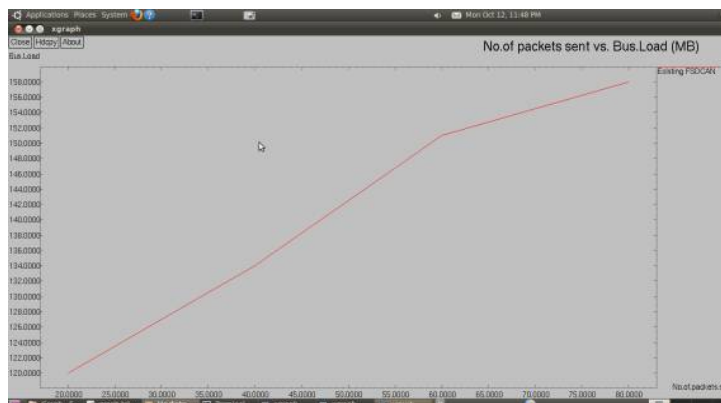 Applications Places System Mon Oct 12, 11:48 PM
xgraph
Close Hdcpy About
No.of packets sent vs. Bus.Load (MB)
Bus.Load
Existing FSDCAN
158.0000
156.0000
154.0000
152.0000
150.0000
148.0000
146.0000
144.0000
142.0000
140.0000
138.0000
136.0000
134.0000
132.0000
130.0000
128.0000
126.0000
124.0000
122.0000
120.0000
20.0000 25.0000 30.0000 35.0000 40.0000 45.0000 50.0000 55.0000 60.0000 65.0000 70.0000 75.0000 80.0000
No.of.packets